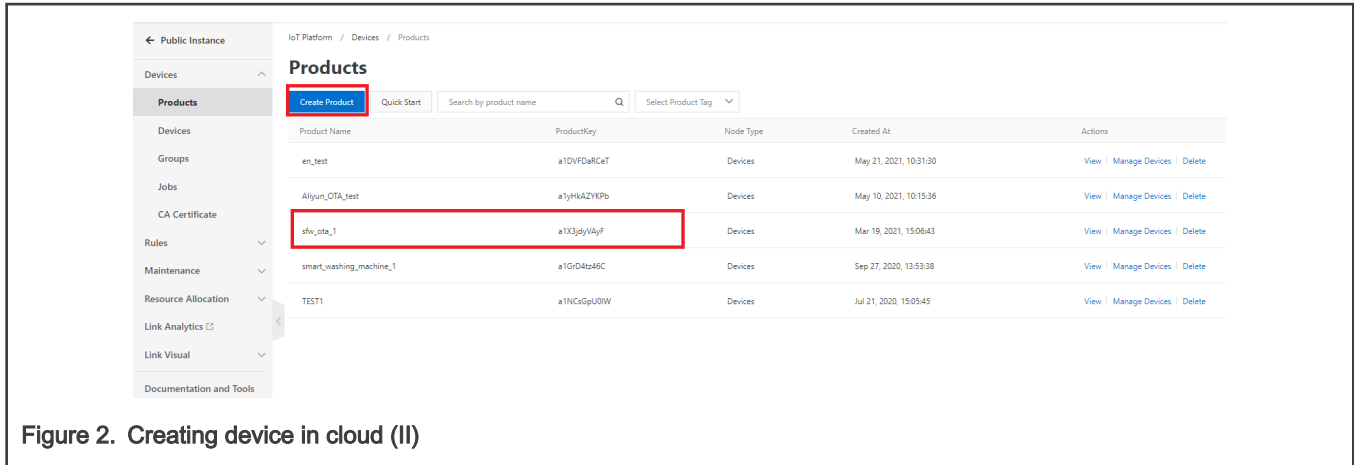 ← Public Instance
IoT Platform / Devices / Products
Devices
Products
Devices
Groups
Jobs
CA Certificate
Rules
Maintenance
Resource Allocation
Link Analytics
Link Visual
Documentation and Tools
Products
Create Product Quick Start Search by product name Select Product Tag
Product Name ProductKey Node Type Created At Actions
en_test a1DVFDaRCeT Devices May 21, 2021, 10:31:30 View Manage Devices Delete
Aliyun_OTA_test a1yHkAZYKPb Devices May 10, 2021, 10:15:36 View Manage Devices Delete
sfw_ota_1 a1X3jdyVAyF Devices Mar 19, 2021, 15:06:43 View Manage Devices Delete
smart_washing_machine_1 a1GrD4tz46C Devices Sep 27, 2020, 13:53:38 View Manage Devices Delete
TEST1 a1NCsGpU0IW Devices Jul 21, 2020, 15:05:45 View Manage Devices Delete
Figure 2. Creating device in cloud (II)